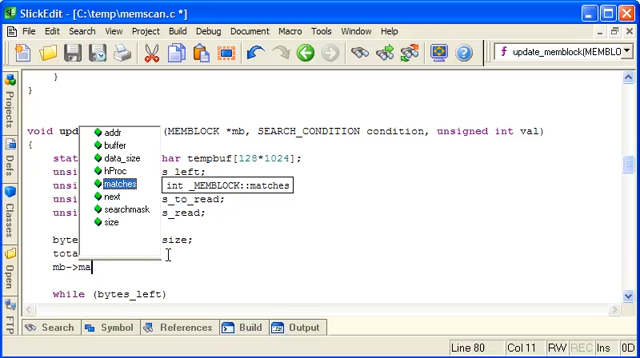 SlickEdit - [C:\temp\memscan.c *]
File Edit Search View Project Build Debug Document Macro Tools Window Help
update_memblock(MEMBLO
Projects
Defs
Classes
Open
FTP
}
}
void upd (MEMBLOCK *mb, SEARCH_CONDITION condition, unsigned int val)
{
stat har tempbuf[128*1024];
unsi s_left;
unsi
unsi s_to_read;
unsi s_read;
byte size;
tota
mb->ma
while (bytes_left)
addr
buffer
data_size
hProc
matches
next
searchmask
size
int _MEMBLOCK::matches
Search Symbol References Build Output
Line 80 Col 11 RW REC Ins 0D